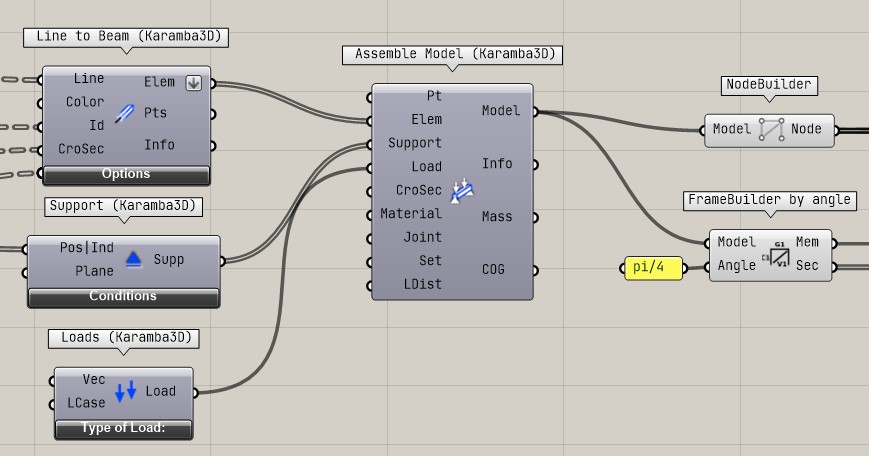 Line to Beam (Karamba3D)
Line
Color
Id
CroSec
Elem
Pts
Info
Options
Support (Karamba3D)
Pos|Ind
Plane
Supp
Conditions
Loads (Karamba3D)
Vec
LCase
Load
Type of Load:
Assemble Model (Karamba3D)
Pt
Elem
Support
Load
CroSec
Material
Joint
Set
LDist
Model
Info
Mass
COG
NodeBuilder
Model
Node
FrameBuilder by angle
Model
Angle
G1
C1
V1
Mem
Sec
pi/4